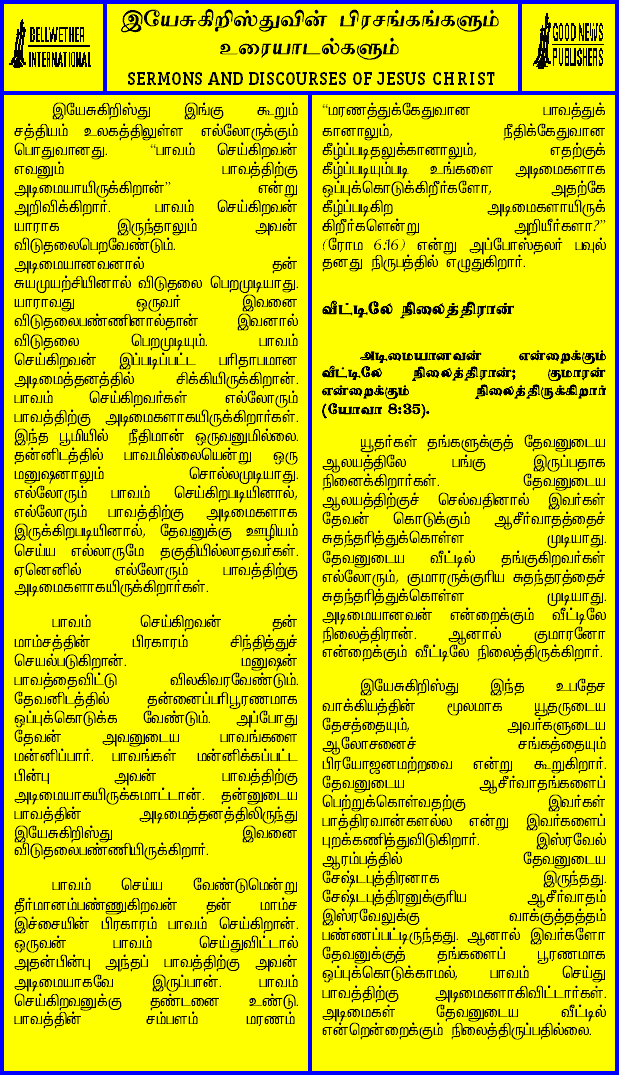 BELLWETHER
INTERNATIONAL
இயேசுகிறிஸ்துவின் பிரசங்கங்களும்
உரையாடல்களும்
SERMONS AND DISCOURSES OF JESUS CHRIST
GOOD NEWS
PUBLISHERS
இயேசுகிறிஸ்து இங்கு கூறும்
சத்தியம் உலகத்திலுள்ள எல்லோருக்கும்
பொதுவானது. “பாவம் செய்கிறவன்
எவனும் பாவத்திற்கு
அடிமையாயிருக்கிறான்” என்று
அறிவிக்கிறார். பாவம் செய்கிறவன்
யாராக இருந்தாலும் அவன்
விடுதலைபெறவேண்டும்.
அடிமையானவனால் தன்
சுயமுயற்சியினால் விடுதலை பெறமுடியாது.
யாராவது ஒருவர் இவனை
விடுதலைபண்ணினால்தான் இவனால்
விடுதலை பெறமுடியும். பாவம்
செய்கிறவன் இப்படிப்பட்ட பரிதாபமான
அடிமைத்தனத்தில் சிக்கியிருக்கிறான்.
பாவம் செய்கிறவர்கள் எல்லோரும்
பாவத்திற்கு அடிமைகளாகயிருக்கிறார்கள்.
இந்த பூமியில் நீதிமான் ஒருவனுமில்லை.
தன்னிடத்தில் பாவமில்லையென்று ஒரு
மனுஷனாலும் சொல்லமுடியாது.
எல்லோரும் பாவம் செய்கிறபடியினால்,
எல்லோரும் பாவத்திற்கு அடிமைகளாக
இருக்கிறபடியினால், தேவனுக்கு ஊழியம்
செய்ய எல்லாருமே தகுதியில்லாதவர்கள்.
ஏனெனில் எல்லோரும் பாவத்திற்கு
அடிமைகளாகயிருக்கிறார்கள்.
பாவம் செய்கிறவன் தன்
மாம்சத்தின் பிரகாரம் சிந்தித்துச்
செயல்படுகிறான். மனுஷன்
பாவத்தைவிட்டு விலகிவரவேண்டும்.
தேவனிடத்தில் தன்னைப்பரிபூரணமாக
ஒப்புக்கொடுக்க வேண்டும். அப்போது
தேவன் அவனுடைய பாவங்களை
மன்னிப்பார். பாவங்கள் மன்னிக்கப்பட்ட
பின்பு அவன் பாவத்திற்கு
அடிமையாகயிருக்கமாட்டான். தன்னுடைய
பாவத்தின் அடிமைத்தனத்திலிருந்து
இயேசுகிறிஸ்து இவனை
விடுதலைபண்ணியிருக்கிறார்.
பாவம் செய்ய வேண்டுமென்று
தீர்மானம்பண்ணுகிறவன் தன் மாம்ச
இச்சையின் பிரகாரம் பாவம் செய்கிறான்.
ஒருவன் பாவம் செய்துவிட்டால்
அதன்பின்பு அந்தப் பாவத்திற்கு அவன்
அடிமையாகவே இருப்பான். பாவம்
செய்கிறவனுக்கு தண்டனை உண்டு.
பாவத்தின் சம்பளம் மரணம்
“மரணத்துக்கேதுவான பாவத்துக்
கானாலும், நீதிக்கேதுவான
கீழ்ப்படிதலுக்கானாலும், எதற்குக்
கீழ்ப்படியும்படி உங்களை அடிமைகளாக
ஒப்புக்கொடுக்கிறீர்களோ, அதற்கே
கீழ்ப்படிகிற அடிமைகளாயிருக்
கிறீர்களென்று அறியீர்களா?”
(ரோம 6:16) என்று அப்போஸ்தலர் பவுல்
தனது நிருபத்தில் எழுதுகிறார்.
வீட்டிலே நிலைத்திரான்
அடிமையானவன் என்றைக்கும்
வீட்டிலே நிலைத்திரான்; குமாரன்
என்றைக்கும் நிலைத்திருக்கிறார்
(யோவா 8:35).
யூதர்கள் தங்களுக்குத் தேவனுடைய
ஆலயத்திலே பங்கு இருப்பதாக
நினைக்கிறார்கள். தேவனுடைய
ஆலயத்திற்குச் செல்வதினால் இவர்கள்
தேவன் கொடுக்கும் ஆசீர்வாதத்தைச்
சுதந்தரித்துக்கொள்ள முடியாது.
தேவனுடைய வீட்டில் தங்குகிறவர்கள்
எல்லோரும், குமாரருக்குரிய சுதந்தரத்தைச்
சுதந்தரித்துக்கொள்ள முடியாது.
அடிமையானவன் என்றைக்கும் வீட்டிலே
நிலைத்திரான். ஆனால் குமாரனோ
என்றைக்கும் வீட்டிலே நிலைத்திருக்கிறார்.
இயேசுகிறிஸ்து இந்த உபதேச
வாக்கியத்தின் மூலமாக யூதருடைய
தேசத்தையும், அவர்களுடைய
ஆலோசனைச் சங்கத்தையும்
பிரயோஜனமற்றவை என்று கூறுகிறார்.
தேவனுடைய ஆசீர்வாதங்களைப்
பெற்றுக்கொள்வதற்கு இவர்கள்
பாத்திரவான்களல்ல என்று இவர்களைப்
புறக்கணித்துவிடுகிறார். இஸ்ரவேல்
ஆரம்பத்தில் தேவனுடைய
சேஷ்டபுத்திரனாக இருந்தது.
சேஷ்டபுத்திரனுக்குரிய ஆசீர்வாதம்
இஸ்ரவேலுக்கு வாக்குத்தத்தம்
பண்ணப்பட்டிருந்தது. ஆனால் இவர்களோ
தேவனுக்குத் தங்களைப் பூரணமாக
ஒப்புக்கொடுக்காமல், பாவம் செய்து
பாவத்திற்கு அடிமைகளாகிவிட்டார்கள்.
அடிமைகள் தேவனுடைய வீட்டில்
என்றென்றைக்கும் நிலைத்திருப்பதில்லை.